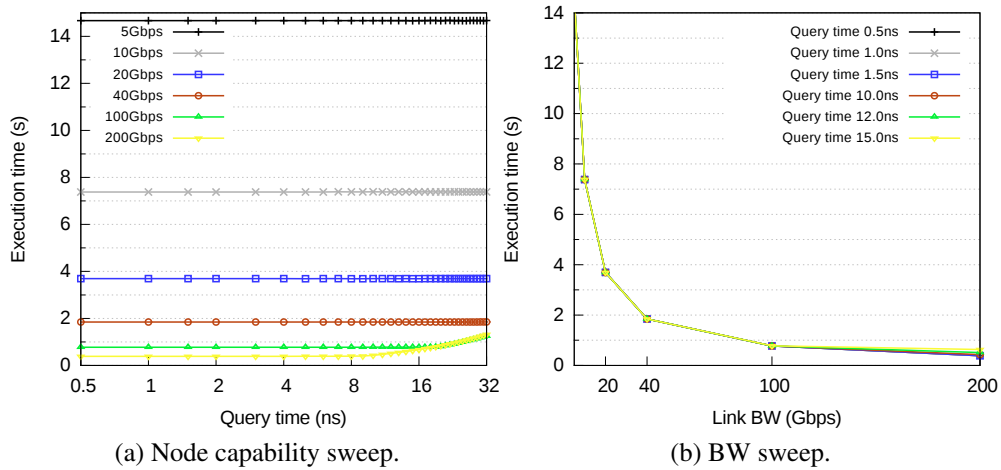 14
12
10
8
6
4
2
0
Execution time (s)
5Gbps
10Gbps
20Gbps
40Gbps
100Gbps
200Gbps
0.5 1 2 4 8 16 32
Query time (ns)
(a) Node capability sweep.
14
12
10
8
6
4
2
0
Execution time (s)
Query time 0.5ns
Query time 1.0ns
Query time 1.5ns
Query time 10.0ns
Query time 12.0ns
Query time 15.0ns
20 40 100 200
Link BW (Gbps)
(b) BW sweep.